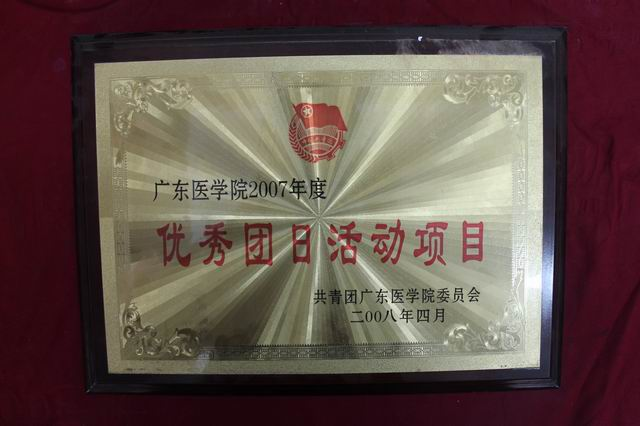 广东医学院2007年度
优秀团日活动项目
共青团广东医学院委员会
二00八年四月